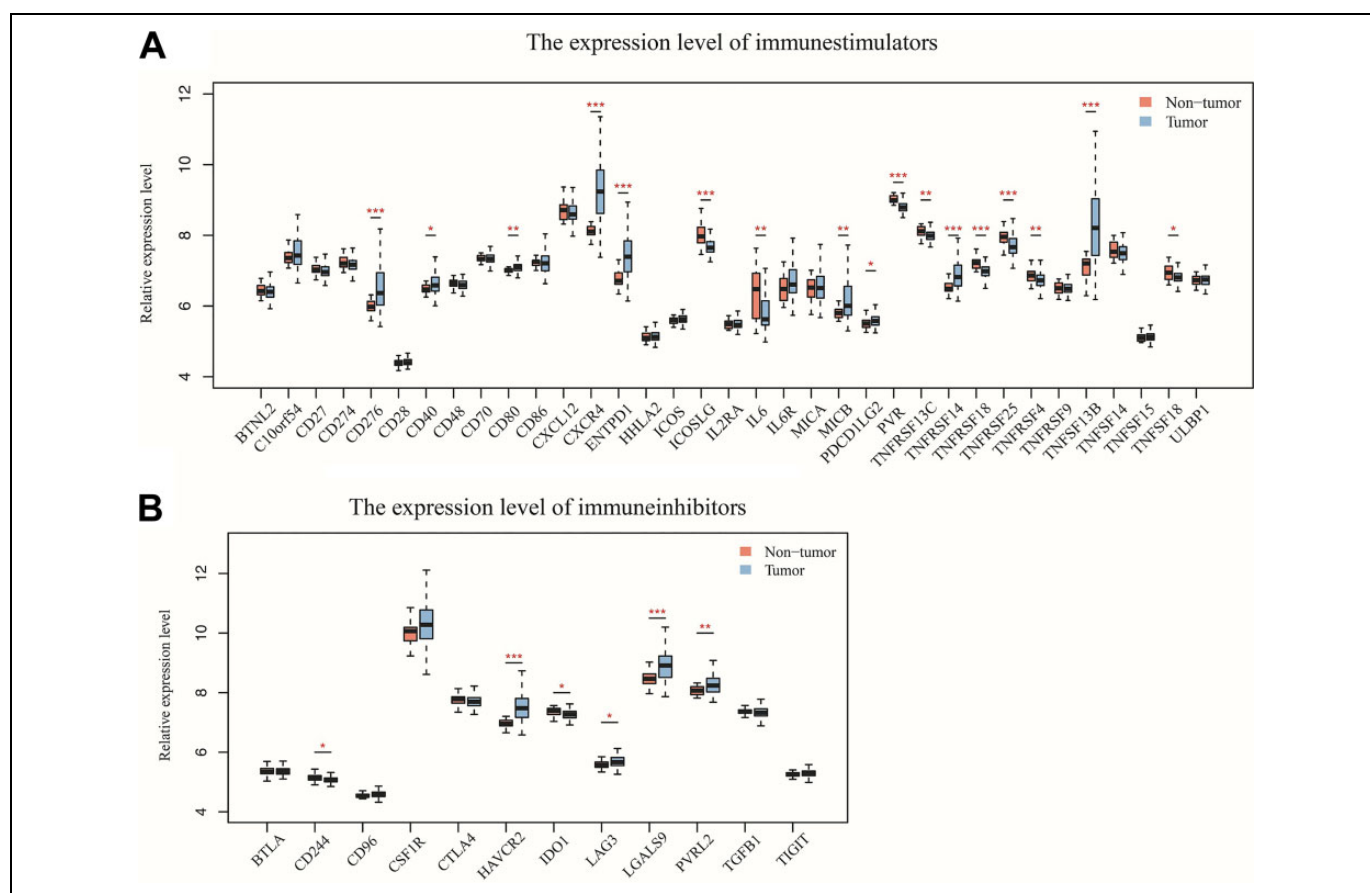 A
The expression level of immunestimulators
Relative expression level
12
10
8
6
4
Non-tumor
Tumor
***
*
**
***
***
***
**
**
*
***
**
***
***
***
**
***
*
BTNL2
C10orf54
CD27
CD274
CD276
CD28
CD40
CD48
CD70
CD80
CD86
CXCL12
CXCR4
ENTPD1
HHLA2
ICOS
ICOSLG
IL2RA
IL6
IL6R
MICA
MICB
PDCD1LG2
PVR
TNFRSF13C
TNFRSF14
TNFRSF18
TNFRSF25
TNFRSF4
TNFRSF9
TNFSF13B
TNFSF14
TNFSF15
TNFSF18
ULBP1
B
The expression level of immuneinhibitors
Relative expression level
12
10
8
6
4
Non-tumor
Tumor
*
***
*
*
***
**
BTLA
CD244
CD96
CSF1R
CTLA4
HAVCR2
IDO1
LAG3
LGALS9
PVRL2
TGFB1
TIGIT